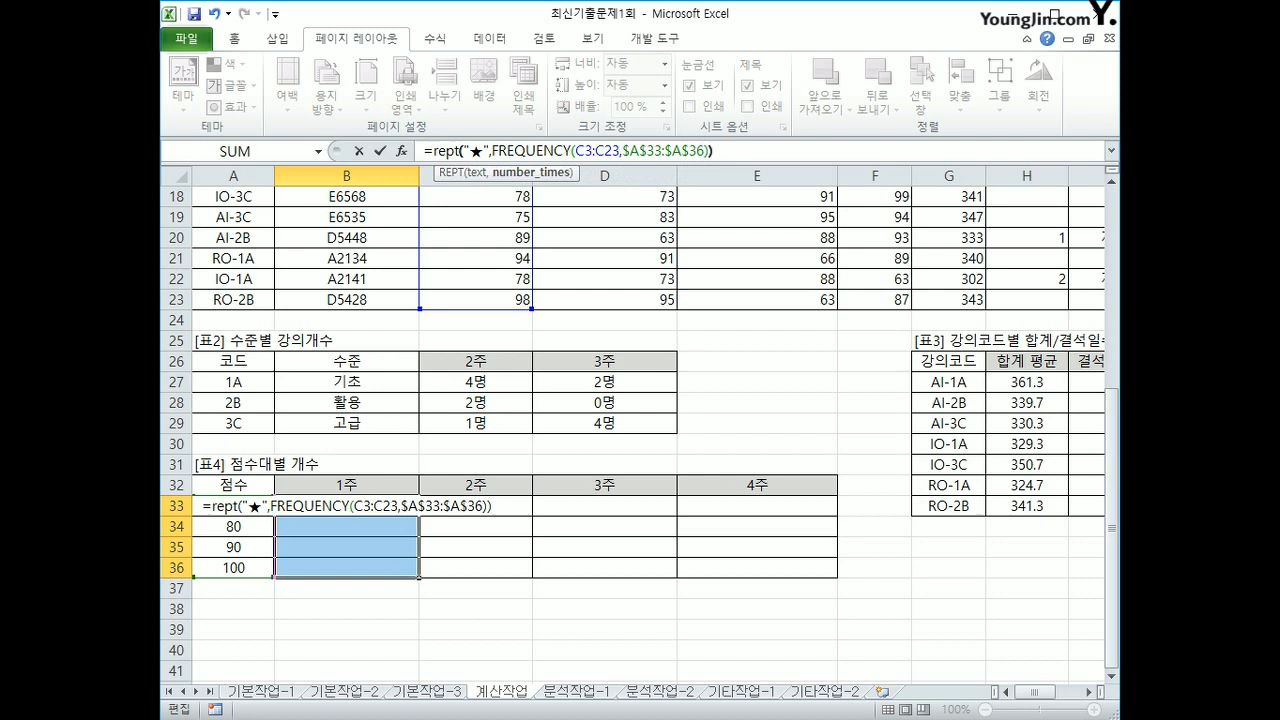 최신기출문제1회 - Microsoft Excel
YoungJin.com Y.
파일 홈 삽입 페이지 레이아웃 수식 데이터 검토 보기 개발 도구
테마 색 글꼴 효과 여백 용지 방향 크기 인쇄 영역 나누기 배경 인쇄 제목 너비: 자동 높이: 자동 배율: 100 % 눈금선 보기 인쇄 제목 보기 인쇄 앞으로 가져오기 뒤로 보내기 선택 창 맞춤 그룹 회전
테마 페이지 설정 크기 조정 시트 옵션 정렬
SUM fx =rept("★",FREQUENCY(C3:C23,$A$33:$A$36))
REPT(text, number_times)
A B D E F G H
18 IO-3C E6568 78 73 91 99 341
19 AI-3C E6535 75 83 95 94 347
20 AI-2B D5448 89 63 88 93 333 1
21 RO-1A A2134 94 91 66 89 340
22 IO-1A A2141 78 73 88 63 302 2
23 RO-2B D5428 98 95 63 87 343
24
25 [표2] 수준별 강의개수 [표3] 강의코드별 합계/결석일
26 코드 수준 2주 3주 강의코드 합계 평균 결석
27 1A 기초 4명 2명 AI-1A 361.3
28 2B 활용 2명 0명 AI-2B 339.7
29 3C 고급 1명 4명 AI-3C 330.3
30 IO-1A 329.3
31 [표4] 점수대별 개수 IO-3C 350.7
32 점수 1주 2주 3주 4주 RO-1A 324.7
33 =rept("★",FREQUENCY(C3:C23,$A$33:$A$36)) RO-2B 341.3
34 80
35 90
36 100
37
38
39
40
41
기본작업-1 기본작업-2 기본작업-3 계산작업 분석작업-1 분석작업-2 기타작업-1 기타작업-2
편집 100%